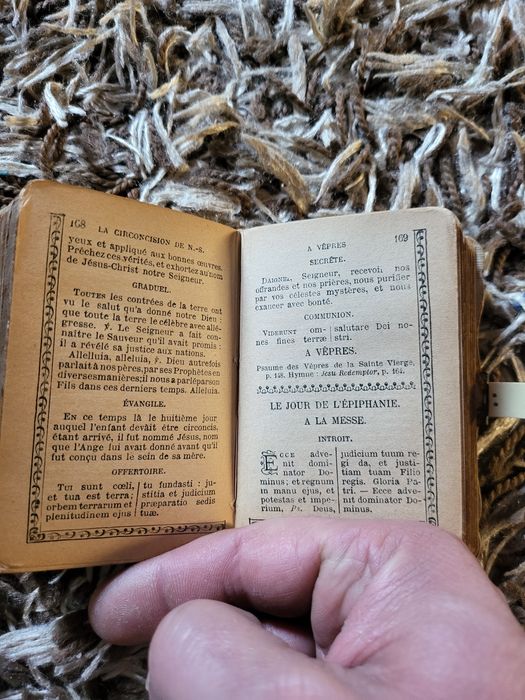 168 LA CIRCONCISION DE N.-S.
yeux et appliqué aux bonnes œuvres.
Prêchez ces vérités, et exhortez au nom
de Jésus-Christ notre Seigneur.
GRADUEL.
TOUTES les contrées de la terre ont
vu le salut qu'a donné notre Dieu :
que toute la terre le célèbre avec allé-
gresse. ℣. Le Seigneur a fait con-
naître le Sauveur qu'il avait promis :
il a révélé sa justice aux nations.
Alleluia, alleluia, ℣. Dieu autrefois
parlait à nos pères, par ses Prophètes en
diverses manières; il nous a parlé par son
Fils dans ces derniers temps. Alleluia.
ÉVANGILE.
En ce temps là le huitième jour
auquel l'enfant devait être circoncis,
étant arrivé, il fut nommé Jésus, nom
que l'Ange lui avait donné avant qu'il
fut conçu dans le sein de sa mère.
OFFERTOIRE.
TUI sunt cœli,
et tua est terra;
orbem terrarum et
plenitudinem ejus
tu fundasti : ju-
stitia et judicium
præparatio sedis
tuæ.
A VÊPRES 169
SECRÈTE.
DAIGNEZ, Seigneur, recevoir nos
offrandes et nos prières, nous purifier
par vos célestes mystères, et nous
exaucer avec bonté.
COMMUNION.
VIDERUNT om-
nes fines terræ
salutare Dei no-
stri.
A VÊPRES.
Psaume des Vêpres de la Sainte Vierge,
p. 148. Hymne : Jesu Redemptor, p. 164.
LE JOUR DE L'ÉPIPHANIE.
A LA MESSE.
INTROIT.
ECCE adve-
nit domi-
nator Do-
minus; et regnum
in manu ejus, et
potestas et impe-
rium, Ps. Deus,
judicium tuum re-
gi da, et justi-
tiam tuam Filio
regis. Gloria Pa-
tri. — Ecce adve-
nit dominator Do-
minus.